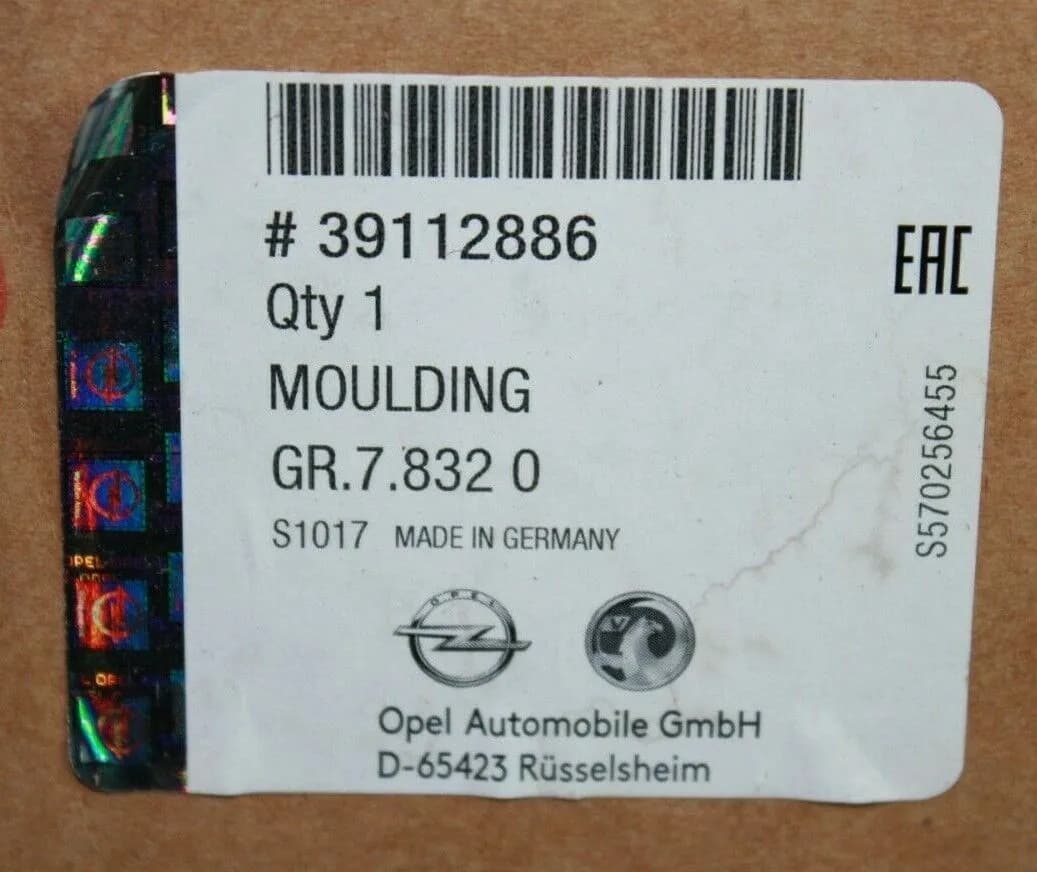 # 39112886
Qty 1
MOULDING
GR.7.832 0
S1017 MADE IN GERMANY
EAC
S570256455
OPEL
V
Opel Automobile GmbH
D-65423 Rüsselsheim